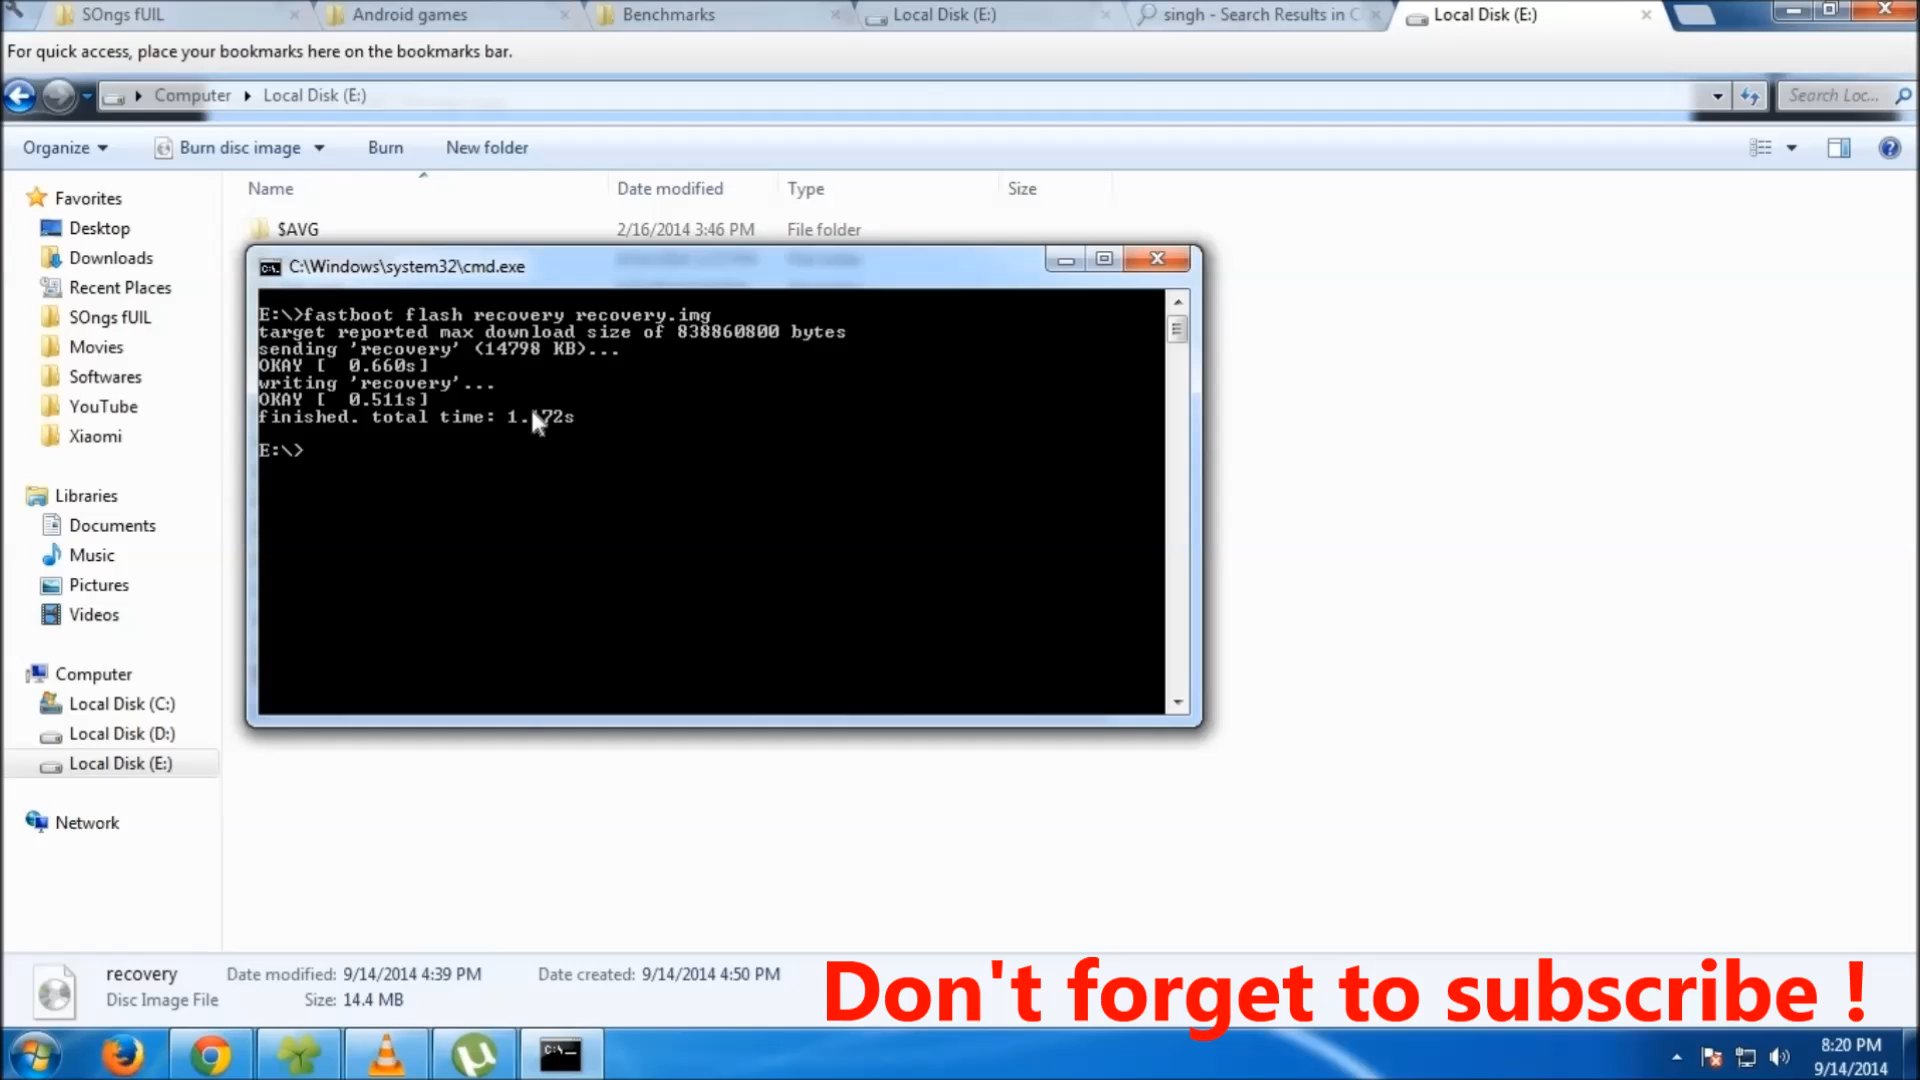 SOngs fUIL
Android games
Benchmarks
Local Disk (E:)
singh - Search Results in C
Local Disk (E:)
For quick access, place your bookmarks here on the bookmarks bar.
Computer
Local Disk (E:)
Search Loc...
Organize
Burn disc image
Burn
New folder
Name
Date modified
Type
Size
$AVG
2/16/2014 3:46 PM
File folder
Favorites
Desktop
Downloads
Recent Places
SOngs fUIL
Movies
Softwares
YouTube
Xiaomi
Libraries
Documents
Music
Pictures
Videos
Computer
Local Disk (C:)
Local Disk (D:)
Local Disk (E:)
Network
C:\Windows\system32\cmd.exe
E:\>fastboot flash recovery recovery.img
target reported max download size of 838860800 bytes
sending 'recovery' (14798 KB)...
OKAY [  0.660s]
writing 'recovery'...
OKAY [  0.511s]
finished. total time:
E:\>
recovery
Date modified: 9/14/2014 4:39 PM
Date created: 9/14/2014 4:50 PM
Disc Image File
Size: 14.4 MB
Don't forget to subscribe !
8:20 PM
9/14/2014